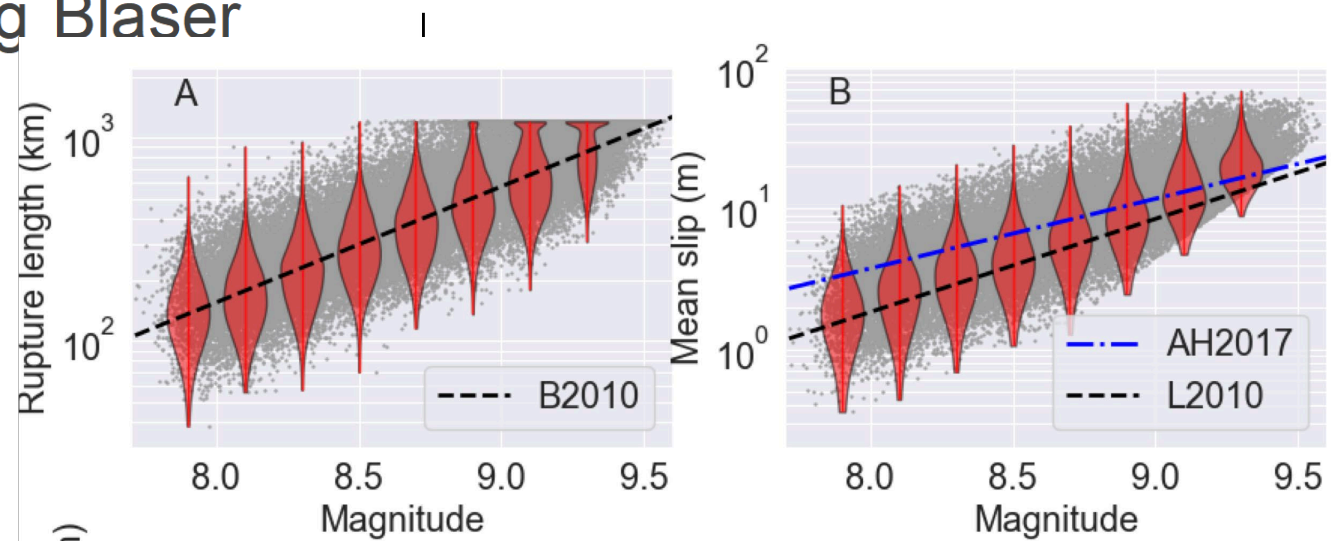 g Blaser
A
Rupture length (km)
10³
10²
B2010
8.0 8.5 9.0 9.5
Magnitude
B
Mean slip (m)
10²
10¹
10⁰
AH2017
L2010
8.0 8.5 9.0 9.5
Magnitude